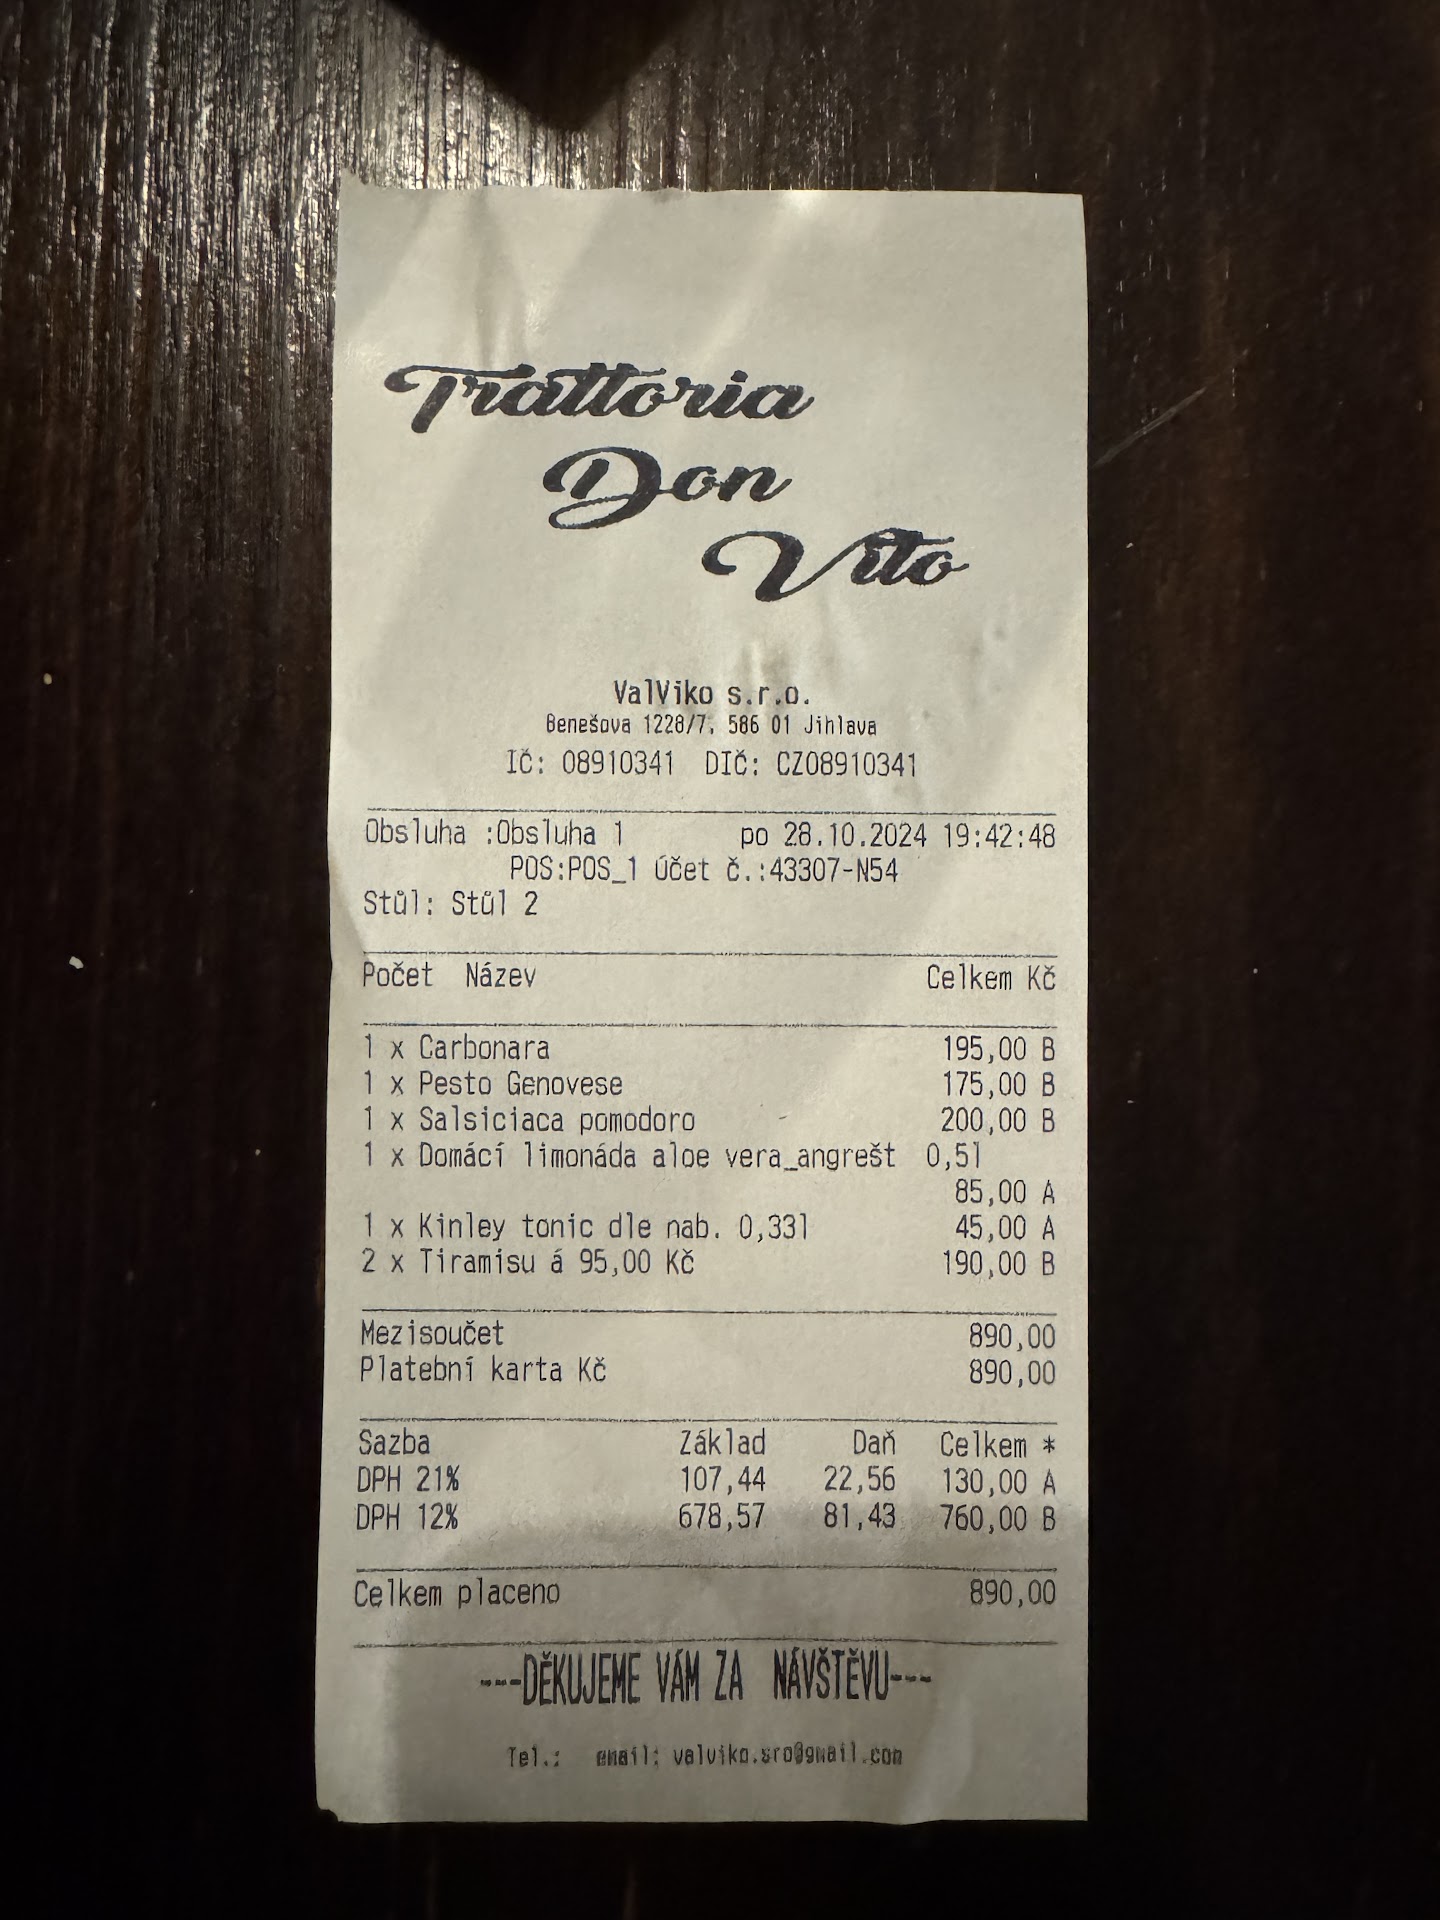 Trattoria
Don
Vito
ValViko s.r.o.
Benešova 1228/7, 586 01 Jihlava
IČ: 08910341 DIČ: CZ08910341
Obsluha :Obsluha 1 po 28.10.2024 19:42:48
POS:POS_1 Účet č.:43307-N54
Stůl: Stůl 2
Počet Název Celkem Kč
1 x Carbonara 195,00 B
1 x Pesto Genovese 175,00 B
1 x Salsiciaca pomodoro 200,00 B
1 x Domácí limonáda aloe vera_angrešt 0,5l
85,00 A
1 x Kinley tonic dle nab. 0,33l 45,00 A
2 x Tiramisu á 95,00 Kč 190,00 B
Mezisoučet 890,00
Platební karta Kč 890,00
Sazba Základ Daň Celkem *
DPH 21% 107,44 22,56 130,00 A
DPH 12% 678,57 81,43 760,00 B
Celkem placeno 890,00
---DĚKUJEME VÁM ZA NÁVŠTĚVU---
Tel.: email: valviko.sro@gmail.com